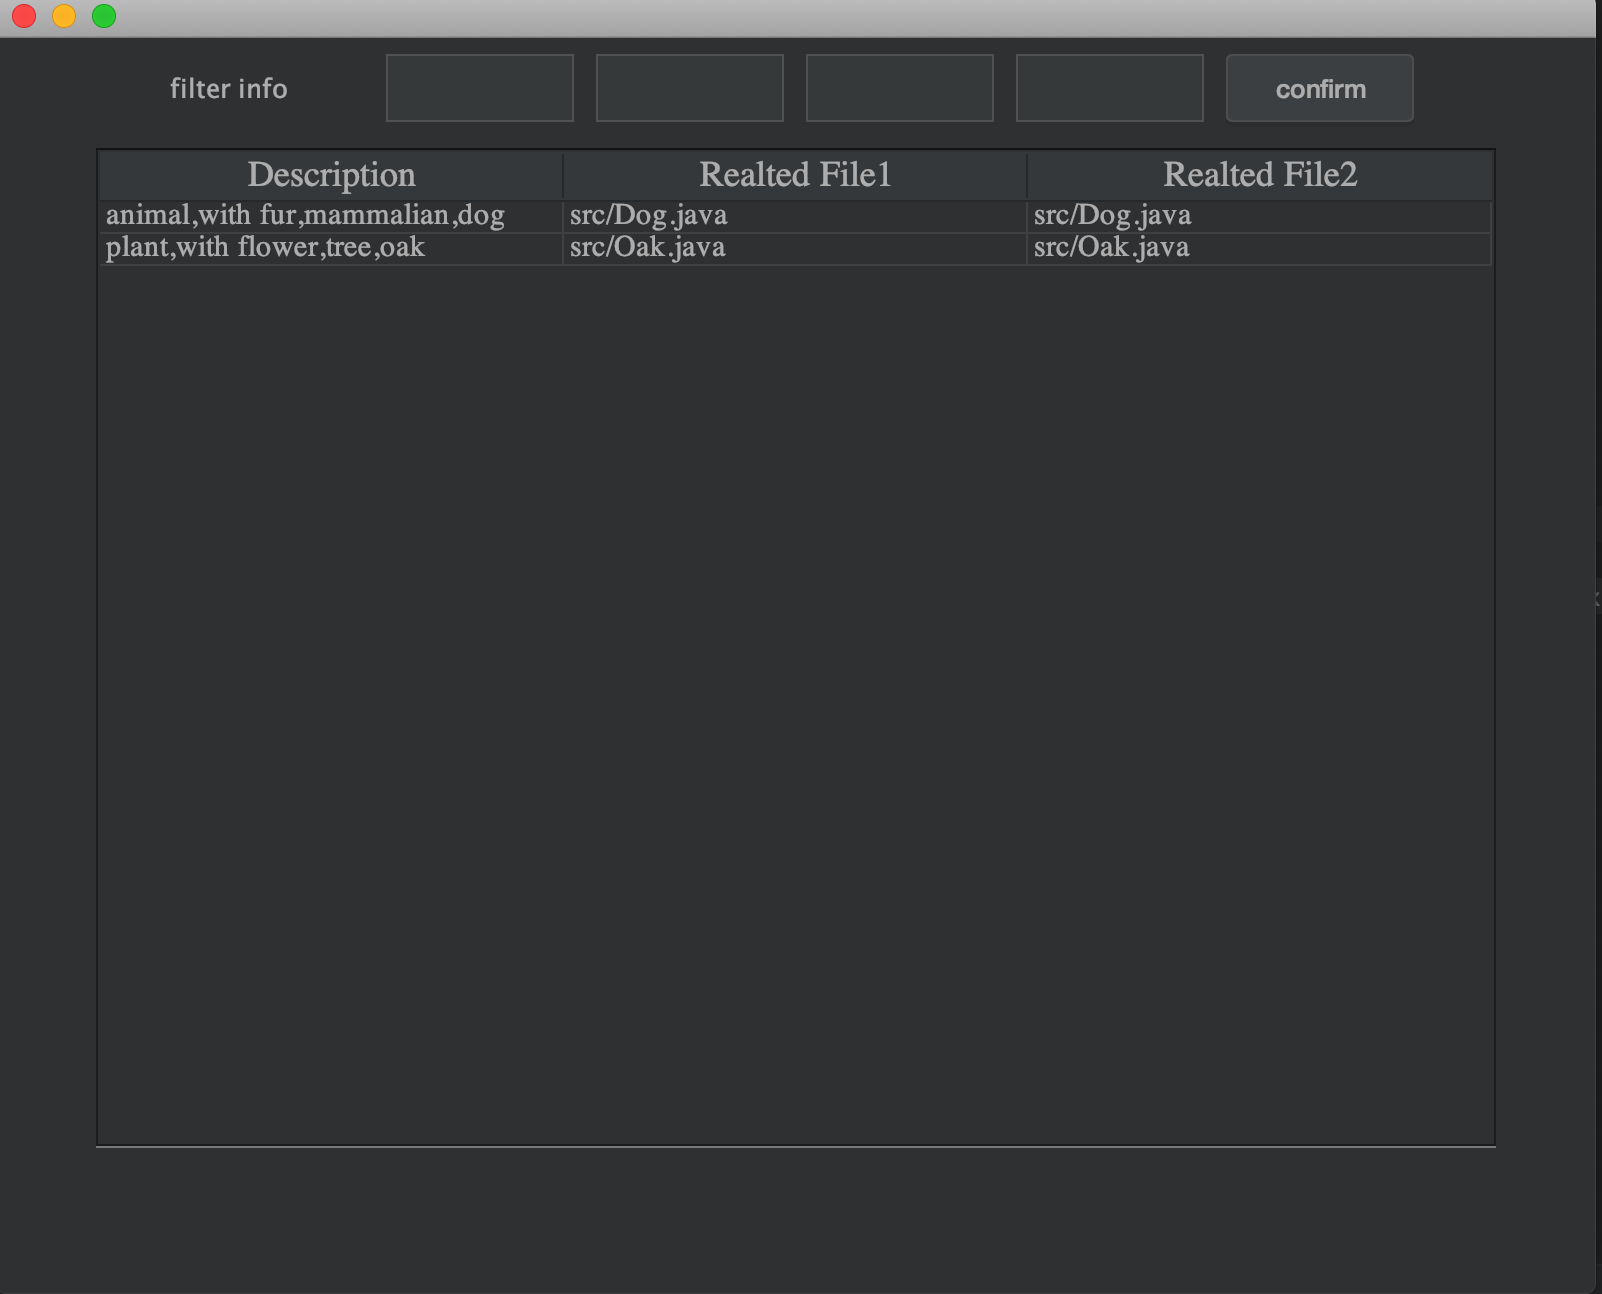 filter info confirm
Description Realted File1 Realted File2
animal,with fur,mammalian,dog src/Dog.java src/Dog.java
plant,with flower,tree,oak src/Oak.java src/Oak.java